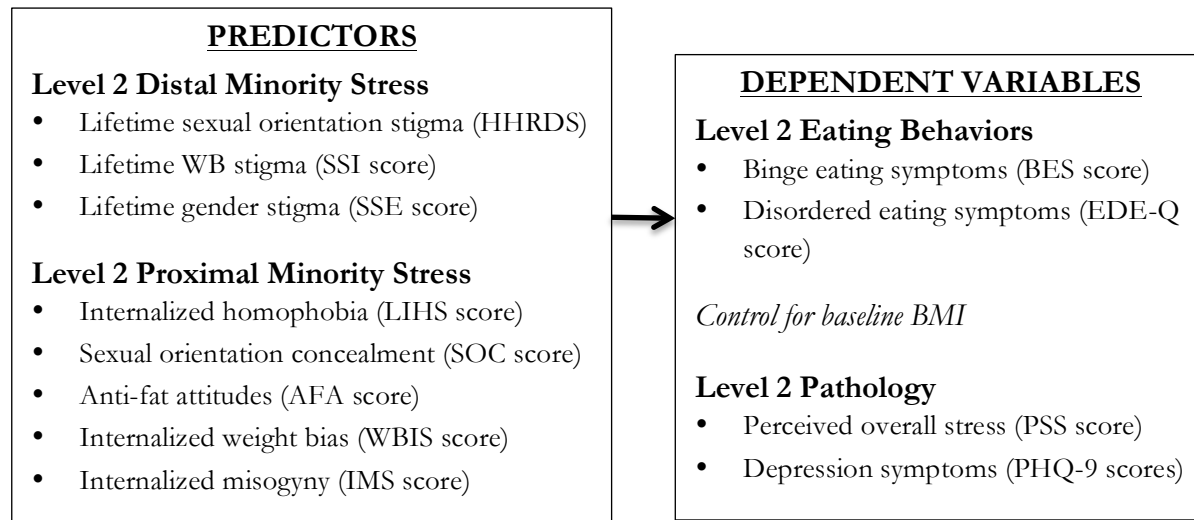 PREDICTORS
Level 2 Distal Minority Stress
• Lifetime sexual orientation stigma (HHRDS)
• Lifetime WB stigma (SSI score)
• Lifetime gender stigma (SSE score)
Level 2 Proximal Minority Stress
• Internalized homophobia (LIHS score)
• Sexual orientation concealment (SOC score)
• Anti-fat attitudes (AFA score)
• Internalized weight bias (WBIS score)
• Internalized misogyny (IMS score)
DEPENDENT VARIABLES
Level 2 Eating Behaviors
• Binge eating symptoms (BES score)
• Disordered eating symptoms (EDE-Q
score)
Control for baseline BMI
Level 2 Pathology
• Perceived overall stress (PSS score)
• Depression symptoms (PHQ-9 scores)